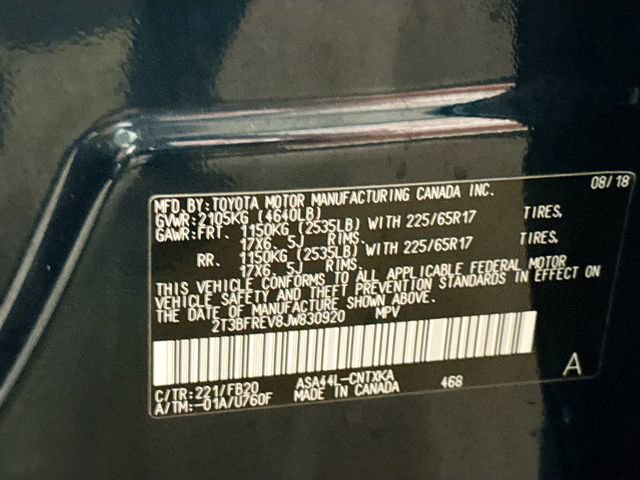 08/18
MFD.BY:TOYOTA MOTOR MANUFACTURING CANADA INC.
GVWR:2105KG (4640LB)
GAWR:FRT. 1150KG (2535LB) WITH 225/65R17 TIRES,
17X6. 5J RIMS.
RR. 1150KG (2535LB) WITH 225/65R17 TIRES,
17X6. 5J RIMS.
THIS VEHICLE CONFORMS TO ALL APPLICABLE FEDERAL MOTOR
VEHICLE SAFETY AND THEFT PREVENTION STANDARDS IN EFFECT ON
THE DATE OF MANUFACTURE SHOWN ABOVE.
2T3BFREV8JW830920 MPV
A
C/TR:221/FB20 ASA44L-CNTXKA 468
A/TM:-01A/U760F MADE IN CANADA